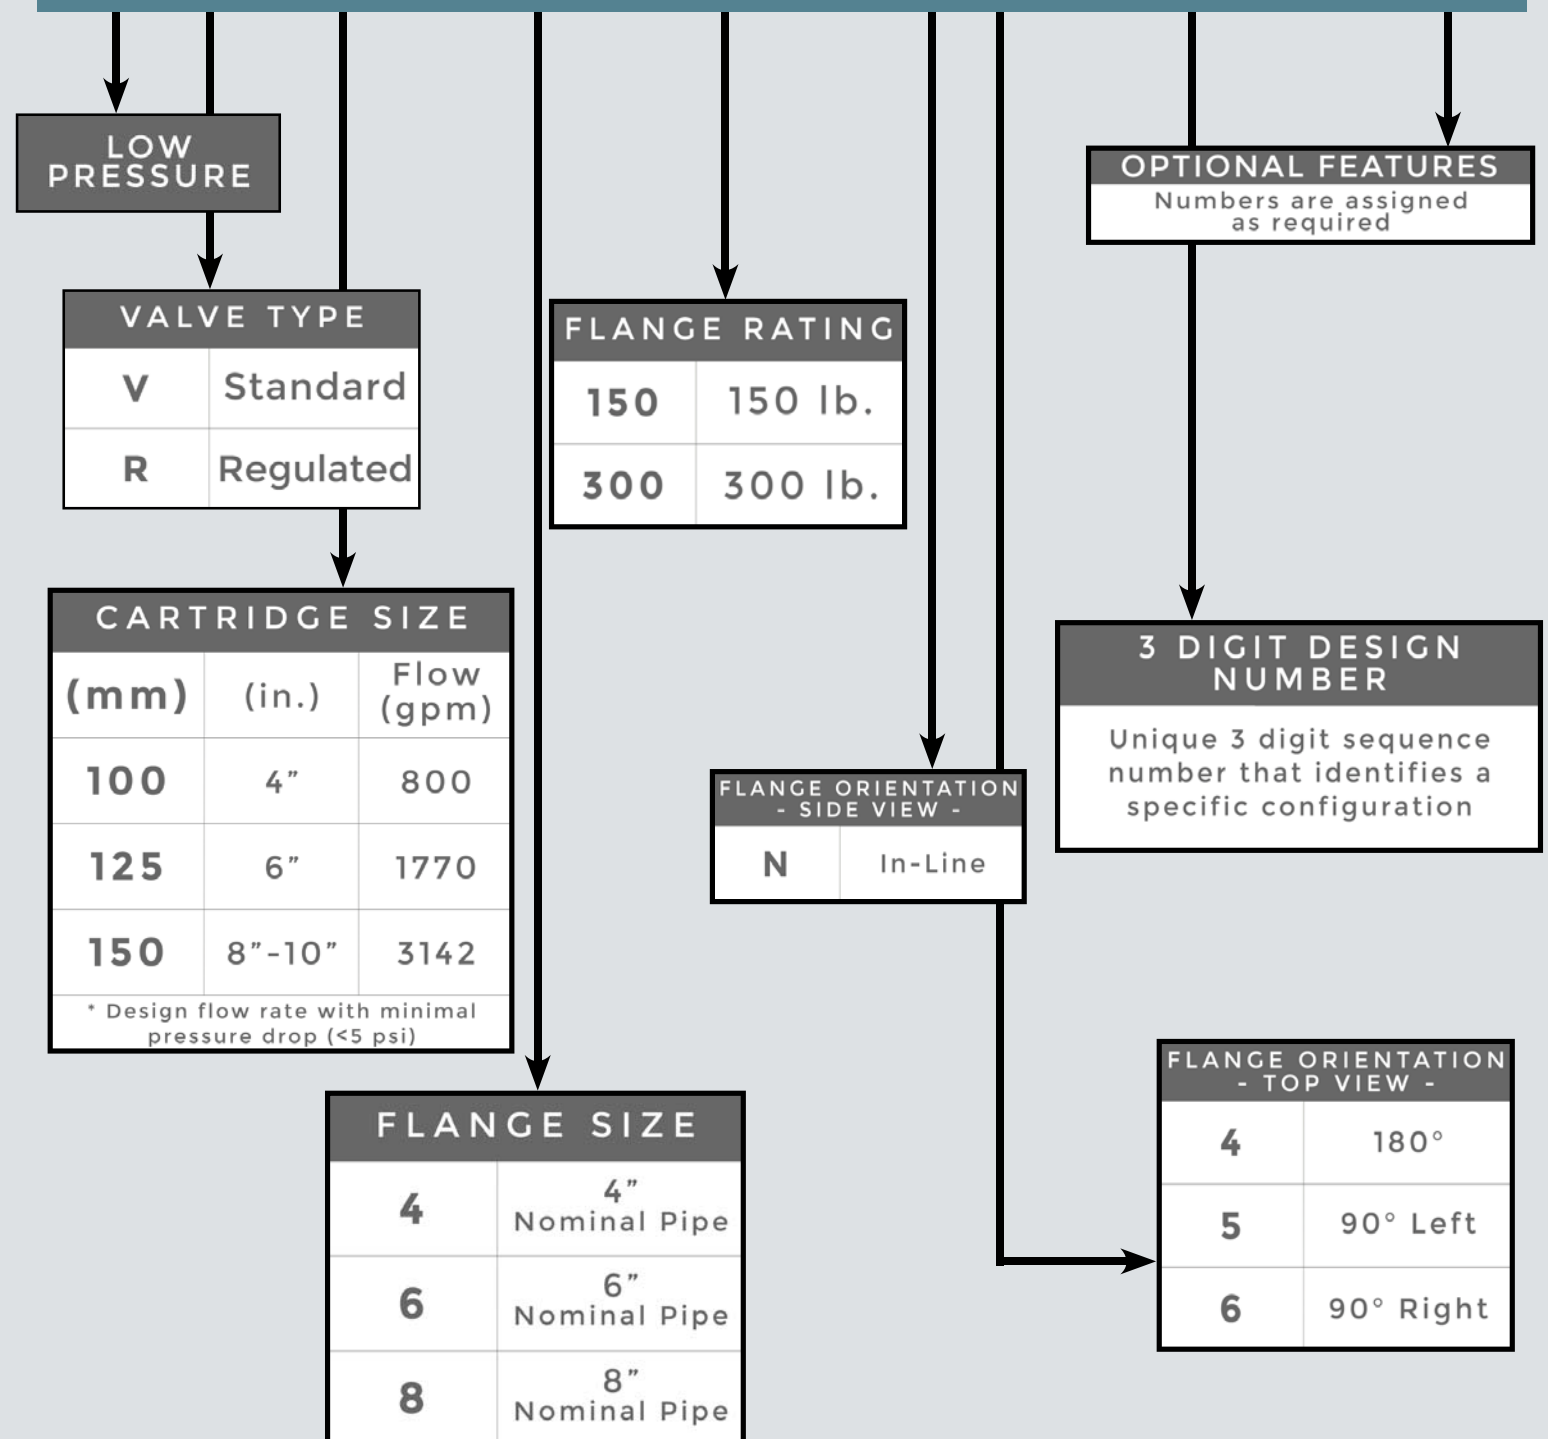 LOW
PRESSURE
OPTIONAL FEATURES
Numbers are assigned
as required
VALVE TYPE
V Standard
R Regulated
FLANGE RATING
150 150 lb.
300 300 lb.
CARTRIDGE SIZE
(mm) (in.) Flow
(gpm)
100 4” 800
125 6” 1770
150 8”-10” 3142
* Design flow rate with minimal
pressure drop (<5 psi)
3 DIGIT DESIGN
NUMBER
Unique 3 digit sequence
number that identifies a
specific configuration
FLANGE ORIENTATION
- SIDE VIEW -
N In-Line
FLANGE ORIENTATION
- TOP VIEW -
4 180°
5 90° Left
6 90° Right
FLANGE SIZE
4 4”
Nominal Pipe
6 6”
Nominal Pipe
8 8”
Nominal Pipe